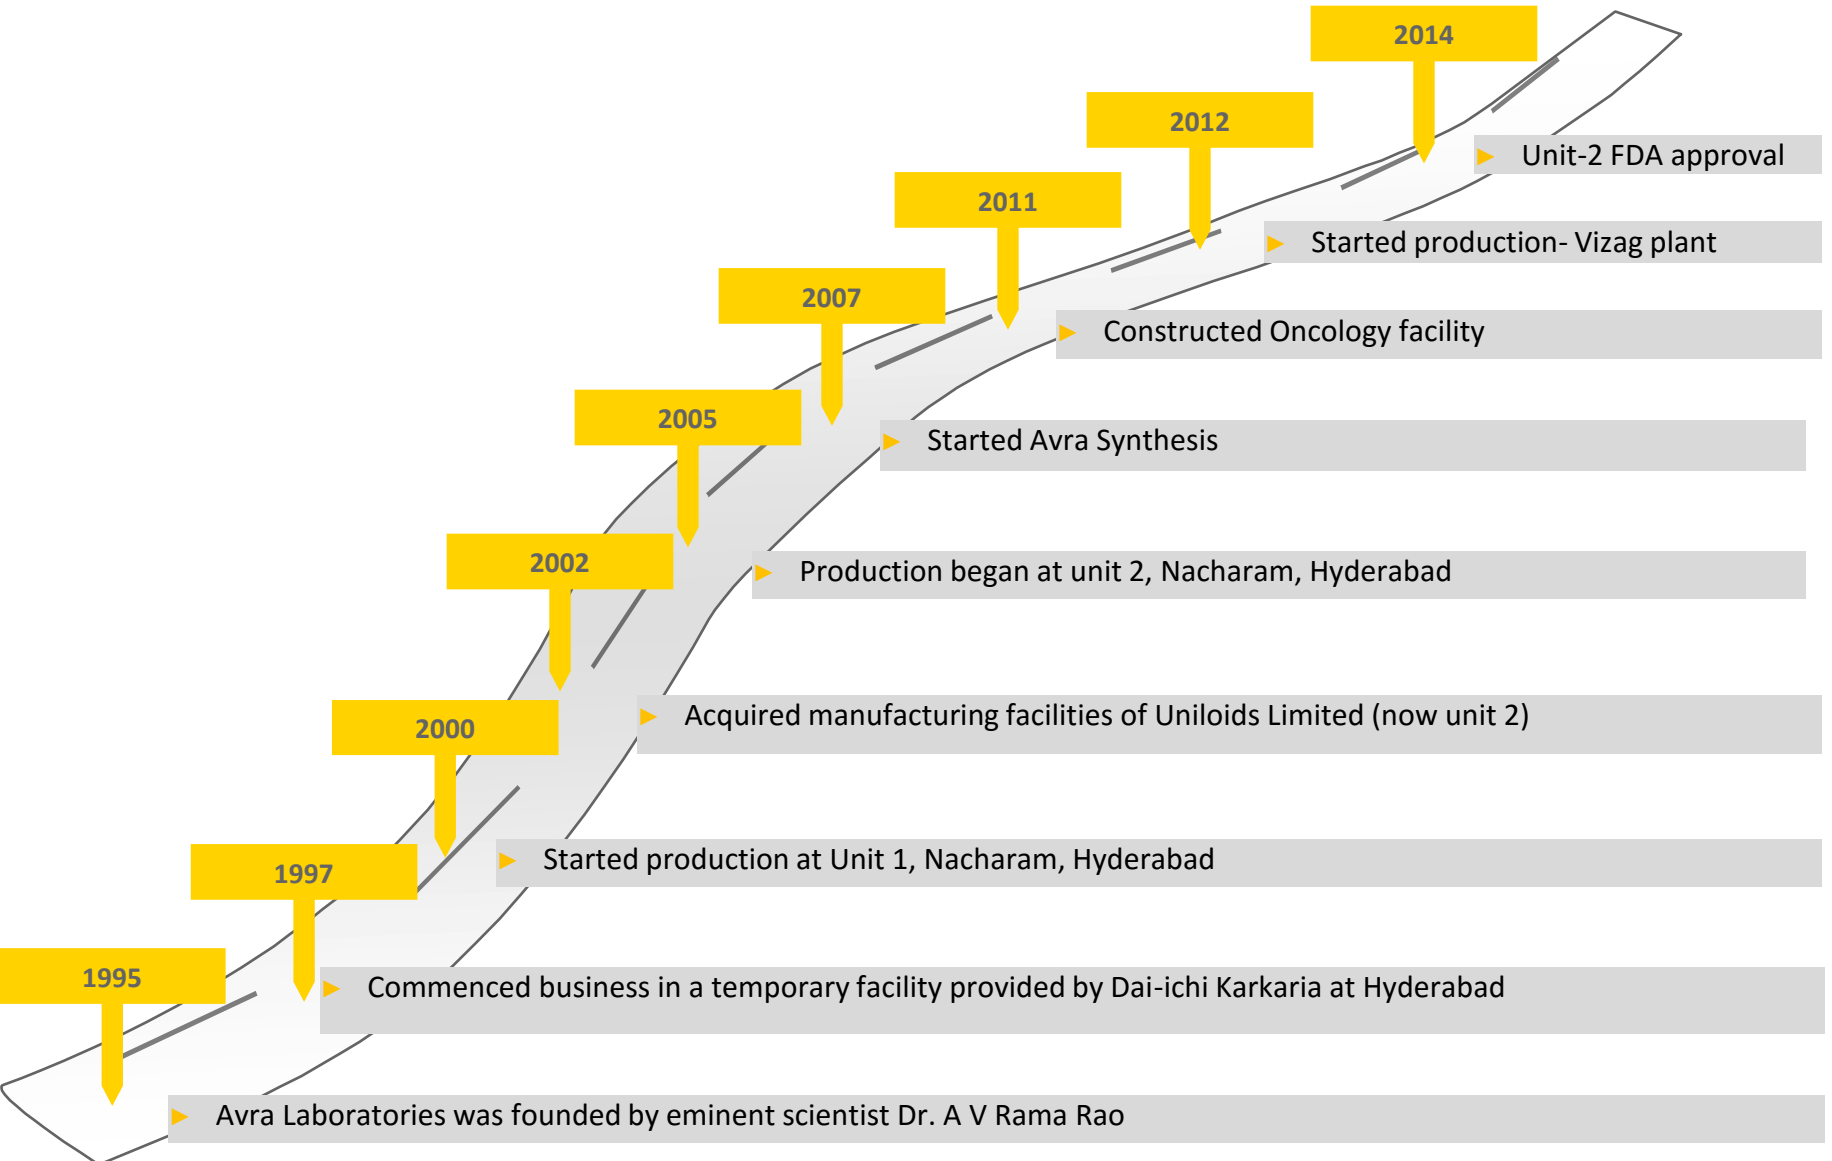 2014
Unit-2 FDA approval
2012
Started production- Vizag plant
2011
Constructed Oncology facility
2007
Started Avra Synthesis
2005
Production began at unit 2, Nacharam, Hyderabad
2002
Acquired manufacturing facilities of Uniloids Limited (now unit 2)
2000
Started production at Unit 1, Nacharam, Hyderabad
1997
Commenced business in a temporary facility provided by Dai-ichi Karkaria at Hyderabad
1995
Avra Laboratories was founded by eminent scientist Dr. A V Rama Rao